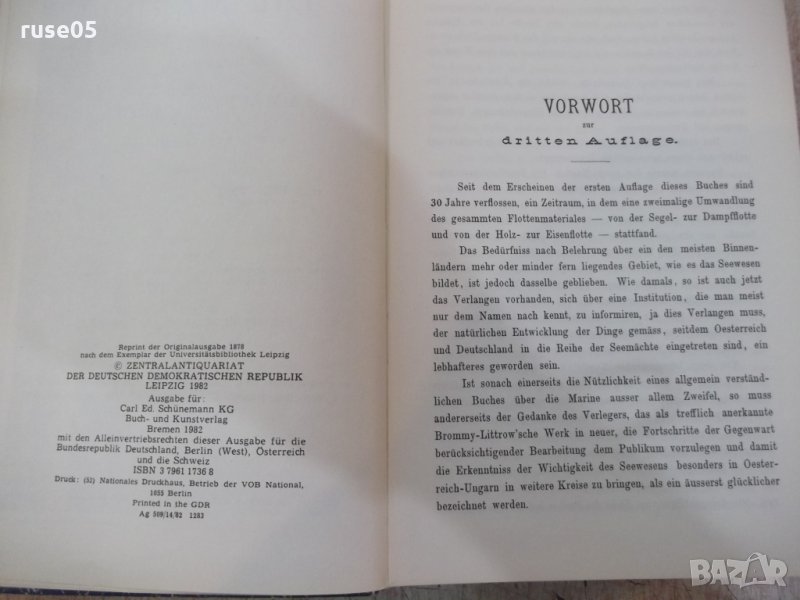 ruse05
Reprint der Originalausgabe 1878
nach dem Exemplar der Universitätsbibliothek Leipzig
© ZENTRALANTIQUARIAT
DER DEUTSCHEN DEMOKRATISCHEN REPUBLIK
LEIPZIG 1982
Ausgabe für:
Carl Ed. Schünemann KG
Buch- und Kunstverlag
Bremen 1982
mit den Alleinvertriebsrechten dieser Ausgabe für die
Bundesrepublik Deutschland, Berlin (West), Österreich
und die Schweiz
ISBN 3 7961 1736 8
Druck: (52) Nationales Druckhaus, Betrieb der VOB National,
1055 Berlin
Printed in the GDR
Ag 509/14/82 1283
VORWORT
zur
dritten Auflage.
Seit dem Erscheinen der ersten Auflage dieses Buches sind
30 Jahre verflossen, ein Zeitraum, in dem eine zweimalige Umwandlung
des gesammten Flottenmateriales — von der Segel- zur Dampfflotte
und von der Holz- zur Eisenflotte — stattfand.
Das Bedürfniss nach Belehrung über ein den meisten Binnen-
ländern mehr oder minder fern liegendes Gebiet, wie es das Seewesen
bildet, ist jedoch dasselbe geblieben. Wie damals, so ist auch jetzt
das Verlangen vorhanden, sich über eine Institution, die man meist
nur dem Namen nach kennt, zu informiren, ja dies Verlangen muss,
der natürlichen Entwicklung der Dinge gemäss, seitdem Oesterreich
und Deutschland in die Reihe der Seemächte eingetreten sind, ein
lebhafteres geworden sein.
Ist sonach einerseits die Nützlichkeit eines allgemein verständ-
lichen Buches über die Marine ausser allem Zweifel, so muss
andererseits der Gedanke des Verlegers, das als trefflich anerkannte
Brommy-Littrow'sche Werk in neuer, die Fortschritte der Gegenwart
berücksichtigender Bearbeitung dem Publikum vorzulegen und damit
die Erkenntniss der Wichtigkeit des Seewesens besonders in Oester-
reich-Ungarn in weitere Kreise zu bringen, als ein äusserst glücklicher
bezeichnet werden.
BAZAR